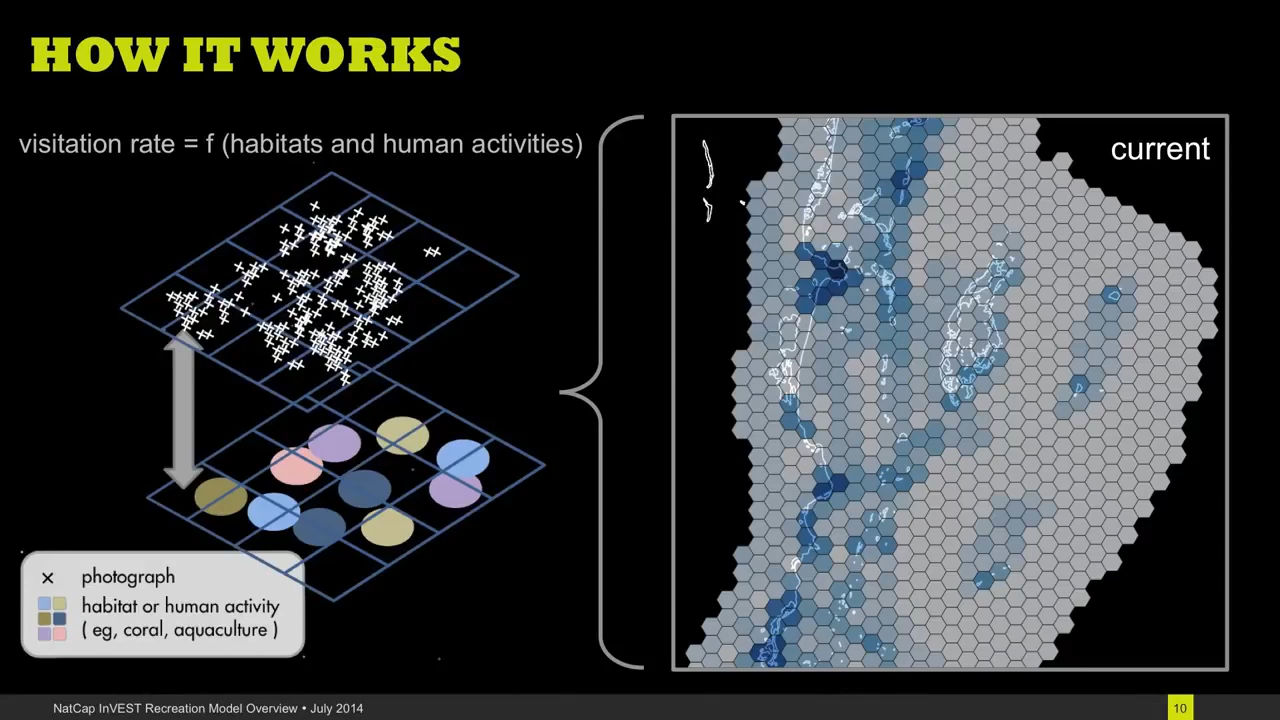 HOW IT WORKS
visitation rate = f (habitats and human activities)
current
× photograph
habitat or human activity
( eg, coral, aquaculture )
NatCap InVEST Recreation Model Overview • July 2014
10